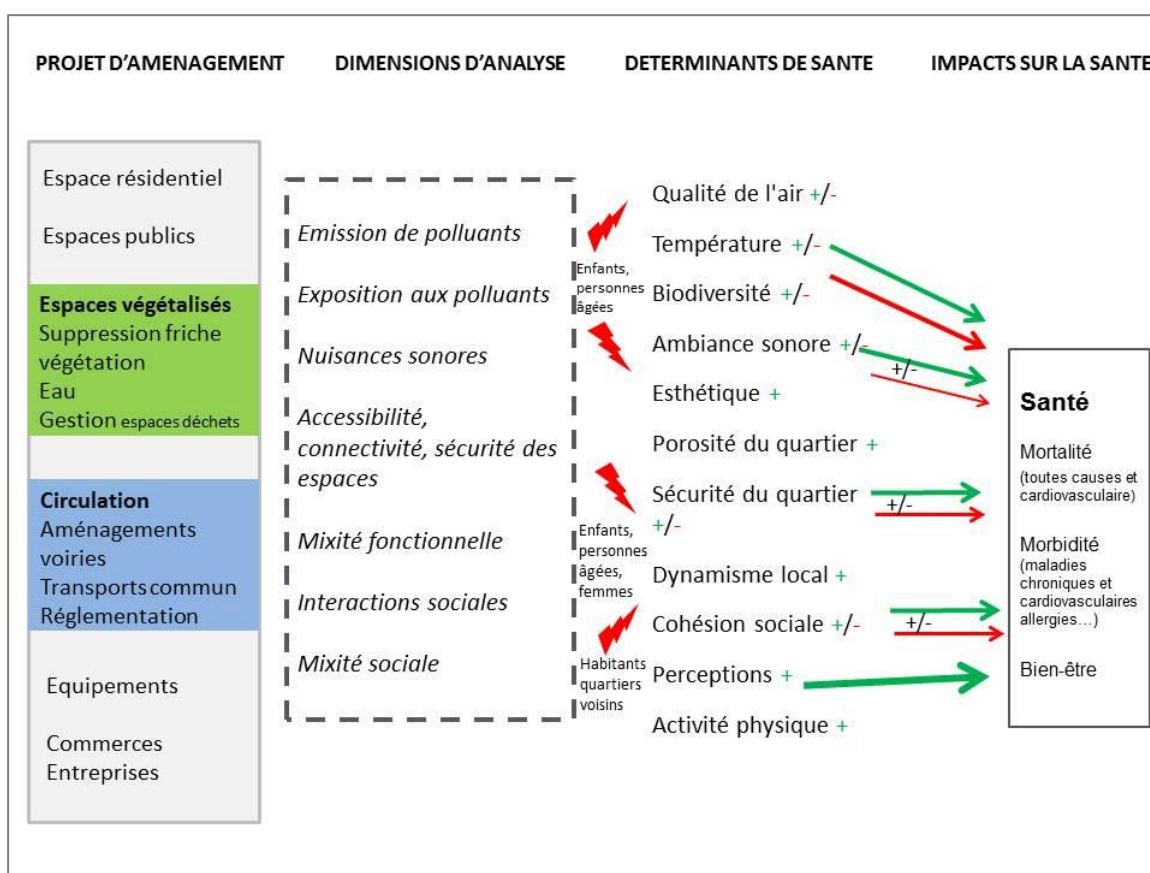 PROJET D'AMENAGEMENT
DIMENSIONS D'ANALYSE
DETERMINANTS DE SANTE
IMPACTS SUR LA SANTE
Espace résidentiel
Espaces publics
Espaces végétalisés
Suppression friche
végétation
Eau
Gestion espaces déchets
Circulation
Aménagements
voiries
Transports commun
Réglementation
Equipements
Commerces
Entreprises
Emission de polluants
Exposition aux polluants
Nuisances sonores
Accessibilité,
connectivité, sécurité des
espaces
Mixité fonctionnelle
Interactions sociales
Mixité sociale
Enfants,
personnes
âgées
Enfants,
personnes
âgées,
femmes
Habitants
quartiers
voisins
Qualité de l'air +/-
Température +/-
Biodiversité +/-
Ambiance sonore +/-
Esthétique +
Porosité du quartier +
Sécurité du quartier
+/-
Dynamisme local +
Cohésion sociale +/-
Perceptions +
Activité physique +
+/-
+/-
+/-
Santé
Mortalité
(toutes causes et
cardiovasculaire)
Morbidité
(maladies
chroniques et
cardiovasculaires
allergies...)
Bien-être